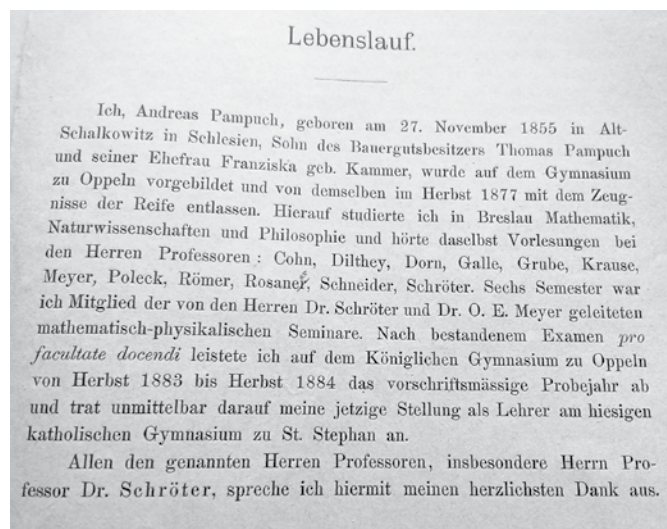 Lebenslauf.
Ich, Andreas Pampuch, geboren am 27. November 1855 in Alt-
Schalkowitz in Schlesien, Sohn des Bauergutsbesitzers Thomas Pampuch
und seiner Ehefrau Franziska geb. Kammer, wurde auf dem Gymnasium
zu Oppeln vorgebildet und von demselben im Herbst 1877 mit dem Zeug-
nisse der Reife entlassen. Hierauf studierte ich in Breslau Mathematik,
Naturwissenschaften und Philosophie und hörte daselbst Vorlesungen bei
den Herren Professoren: Cohn, Dilthey, Dorn, Galle, Grube, Krause,
Meyer, Poleck, Römer, Rosaner, Schneider, Schröter. Sechs Semester war
ich Mitglied der von den Herren Dr. Schröter und Dr. O. E. Meyer geleiteten
mathematisch-physikalischen Seminare. Nach bestandenem Examen pro
facultate docendi leistete ich auf dem Königlichen Gymnasium zu Oppeln
von Herbst 1883 bis Herbst 1884 das vorschriftsmässige Probejahr ab
und trat unmittelbar darauf meine jetzige Stellung als Lehrer am hiesigen
katholischen Gymnasium zu St. Stephan an.
Allen den genannten Herren Professoren, insbesondere Herrn Pro-
fessor Dr. Schröter, spreche ich hiermit meinen herzlichsten Dank aus.